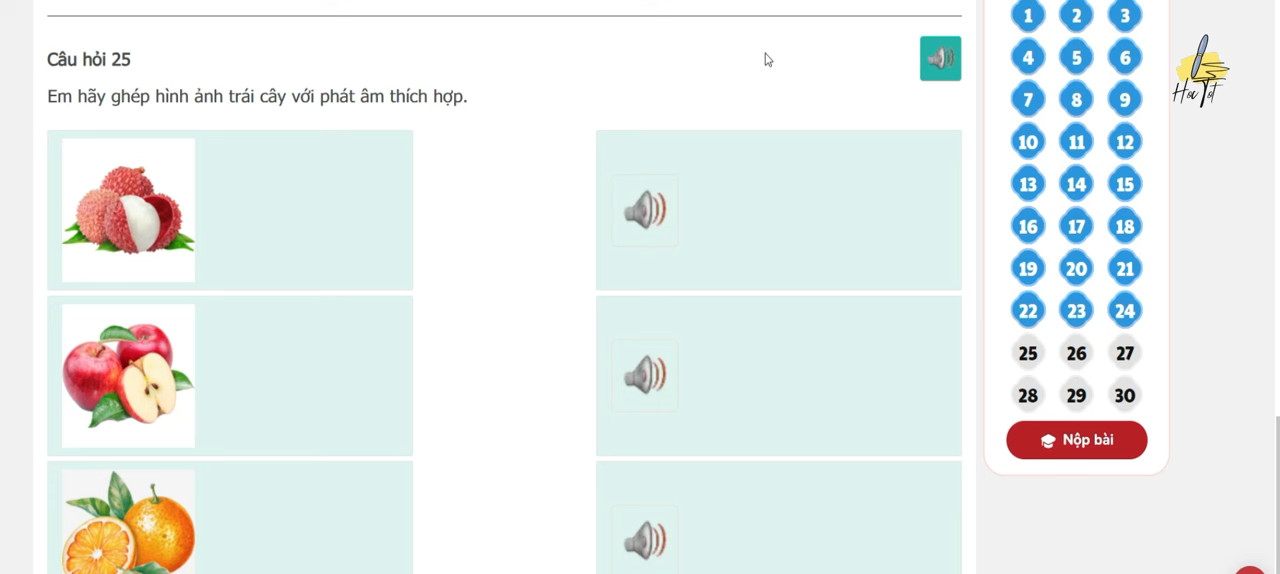 Câu hỏi 25
Em hãy ghép hình ảnh trái cây với phát âm thích hợp.
1 2 3
4 5 6
7 8 9
10 11 12
13 14 15
16 17 18
19 20 21
22 23 24
25 26 27
28 29 30
Nộp bài
Học Tốt